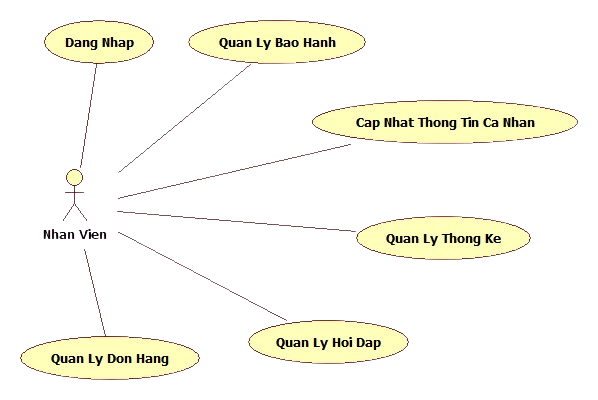 Dang Nhap
Quan Ly Bao Hanh
Cap Nhat Thong Tin Ca Nhan
Nhan Vien
Quan Ly Thong Ke
Quan Ly Hoi Dap
Quan Ly Don Hang